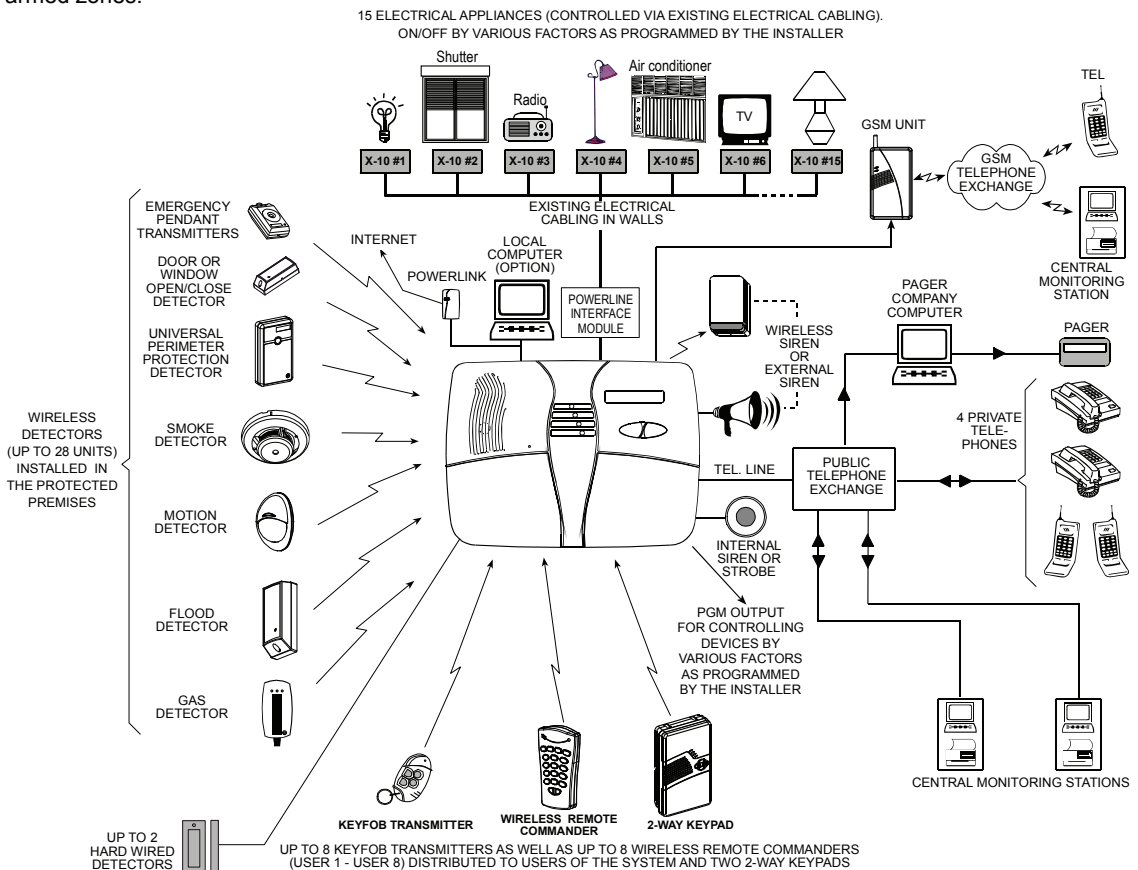 armed zones.
15 ELECTRICAL APPLIANCES (CONTROLLED VIA EXISTING ELECTRICAL CABLING).
ON/OFF BY VARIOUS FACTORS AS PROGRAMMED BY THE INSTALLER
Shutter
Radio
Air conditioner
TV
X-10 #1
X-10 #2
X-10 #3
X-10 #4
X-10 #5
X-10 #6
X-10 #15
EXISTING ELECTRICAL
CABLING IN WALLS
GSM UNIT
GSM
TELEPHONE
EXCHANGE
TEL
CENTRAL
MONITORING
STATION
EMERGENCY
PENDANT
TRANSMITTERS
DOOR OR
WINDOW
OPEN/CLOSE
DETECTOR
UNIVERSAL
PERIMETER
PROTECTION
DETECTOR
SMOKE
DETECTOR
MOTION
DETECTOR
FLOOD
DETECTOR
GAS
DETECTOR
WIRELESS
DETECTORS
(UP TO 28 UNITS)
INSTALLED IN
THE PROTECTED
PREMISES
INTERNET
POWERLINK
LOCAL
COMPUTER
(OPTION)
POWERLINE
INTERFACE
MODULE
WIRELESS
SIREN
OR
EXTERNAL
SIREN
PAGER
COMPANY
COMPUTER
PAGER
4 PRIVATE
TELE-
PHONES
TEL. LINE
PUBLIC
TELEPHONE
EXCHANGE
INTERNAL
SIREN OR
STROBE
PGM OUTPUT
FOR CONTROLLING
DEVICES BY
VARIOUS FACTORS
AS PROGRAMMED
BY THE INSTALLER
CENTRAL MONITORING STATIONS
KEYFOB TRANSMITTER
WIRELESS REMOTE
COMMANDER
2-WAY KEYPAD
UP TO 2
HARD WIRED
DETECTORS
UP TO 8 KEYFOB TRANSMITTERS AS WELL AS UP TO 8 WIRELESS REMOTE COMMANDERS
(USER 1 - USER 8) DISTRIBUTED TO USERS OF THE SYSTEM AND TWO 2-WAY KEYPADS